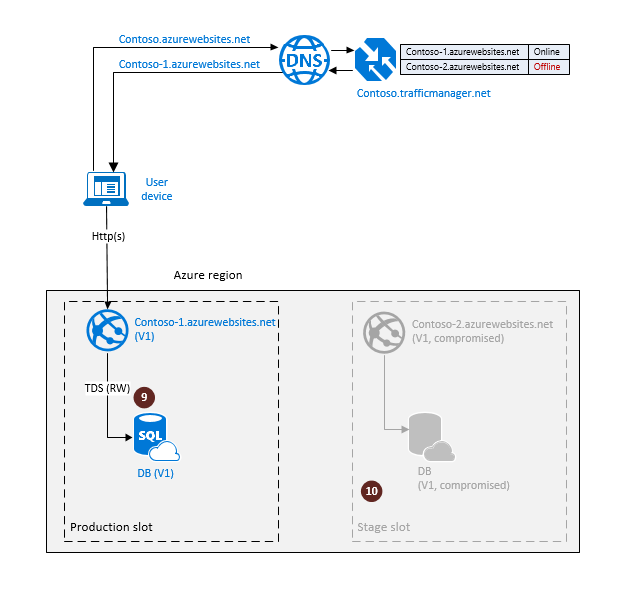 Contoso.azurewebsites.net
Contoso-1.azurewebsites.net
DNS
Contoso-1.azurewebsites.net Online
Contoso-2.azurewebsites.net Offline
Contoso.trafficmanager.net
User
device
Http(s)
Azure region
Contoso-1.azurewebsites.net
(V1)
TDS (RW)
9
SQL
DB (V1)
Production slot
Contoso-2.azurewebsites.net
(V1, compromised)
DB
(V1, compromised)
10
Stage slot